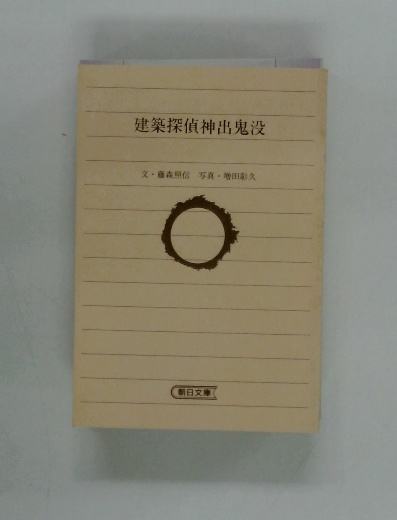 建築探偵神出鬼没
文・藤森照信 写真・増田彰久
朝日文庫